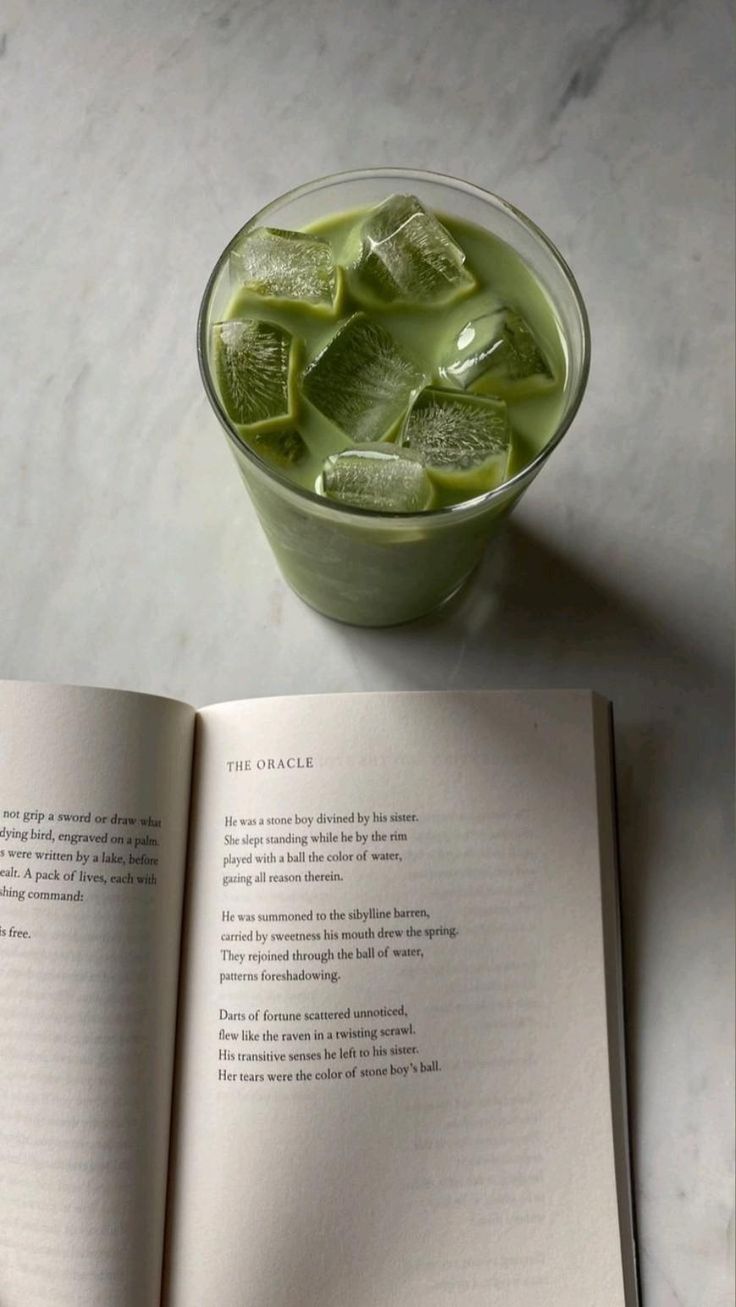 not grip a sword or draw what
dying bird, engraved on a palm.
s were written by a lake, before
ealt. A pack of lives, each with
shing command:
is free.
THE ORACLE
He was a stone boy divined by his sister.
She slept standing while he by the rim
played with a ball the color of water,
gazing all reason therein.
He was summoned to the sibylline barren,
carried by sweetness his mouth drew the spring.
They rejoined through the ball of water,
patterns foreshadowing.
Darts of fortune scattered unnoticed,
flew like the raven in a twisting scrawl.
His transitive senses he left to his sister.
Her tears were the color of stone boy's ball.